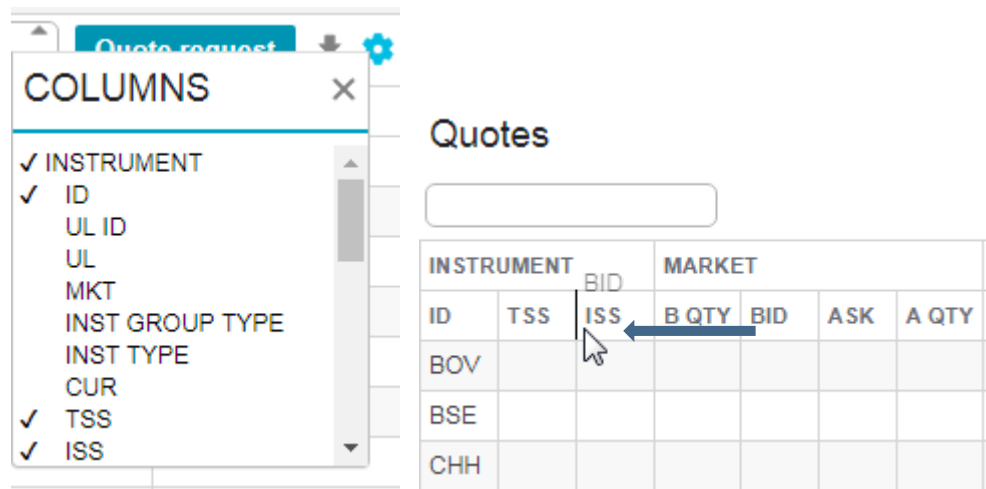 Quote request
COLUMNS
✓ INSTRUMENT
✓ ID
UL ID
UL
MKT
INST GROUP TYPE
INST TYPE
CUR
✓ TSS
✓ ISS
Quotes
INSTRUMENT MARKET
BID
ID TSS ISS B QTY BID ASK A QTY
BOV
BSE
CHH